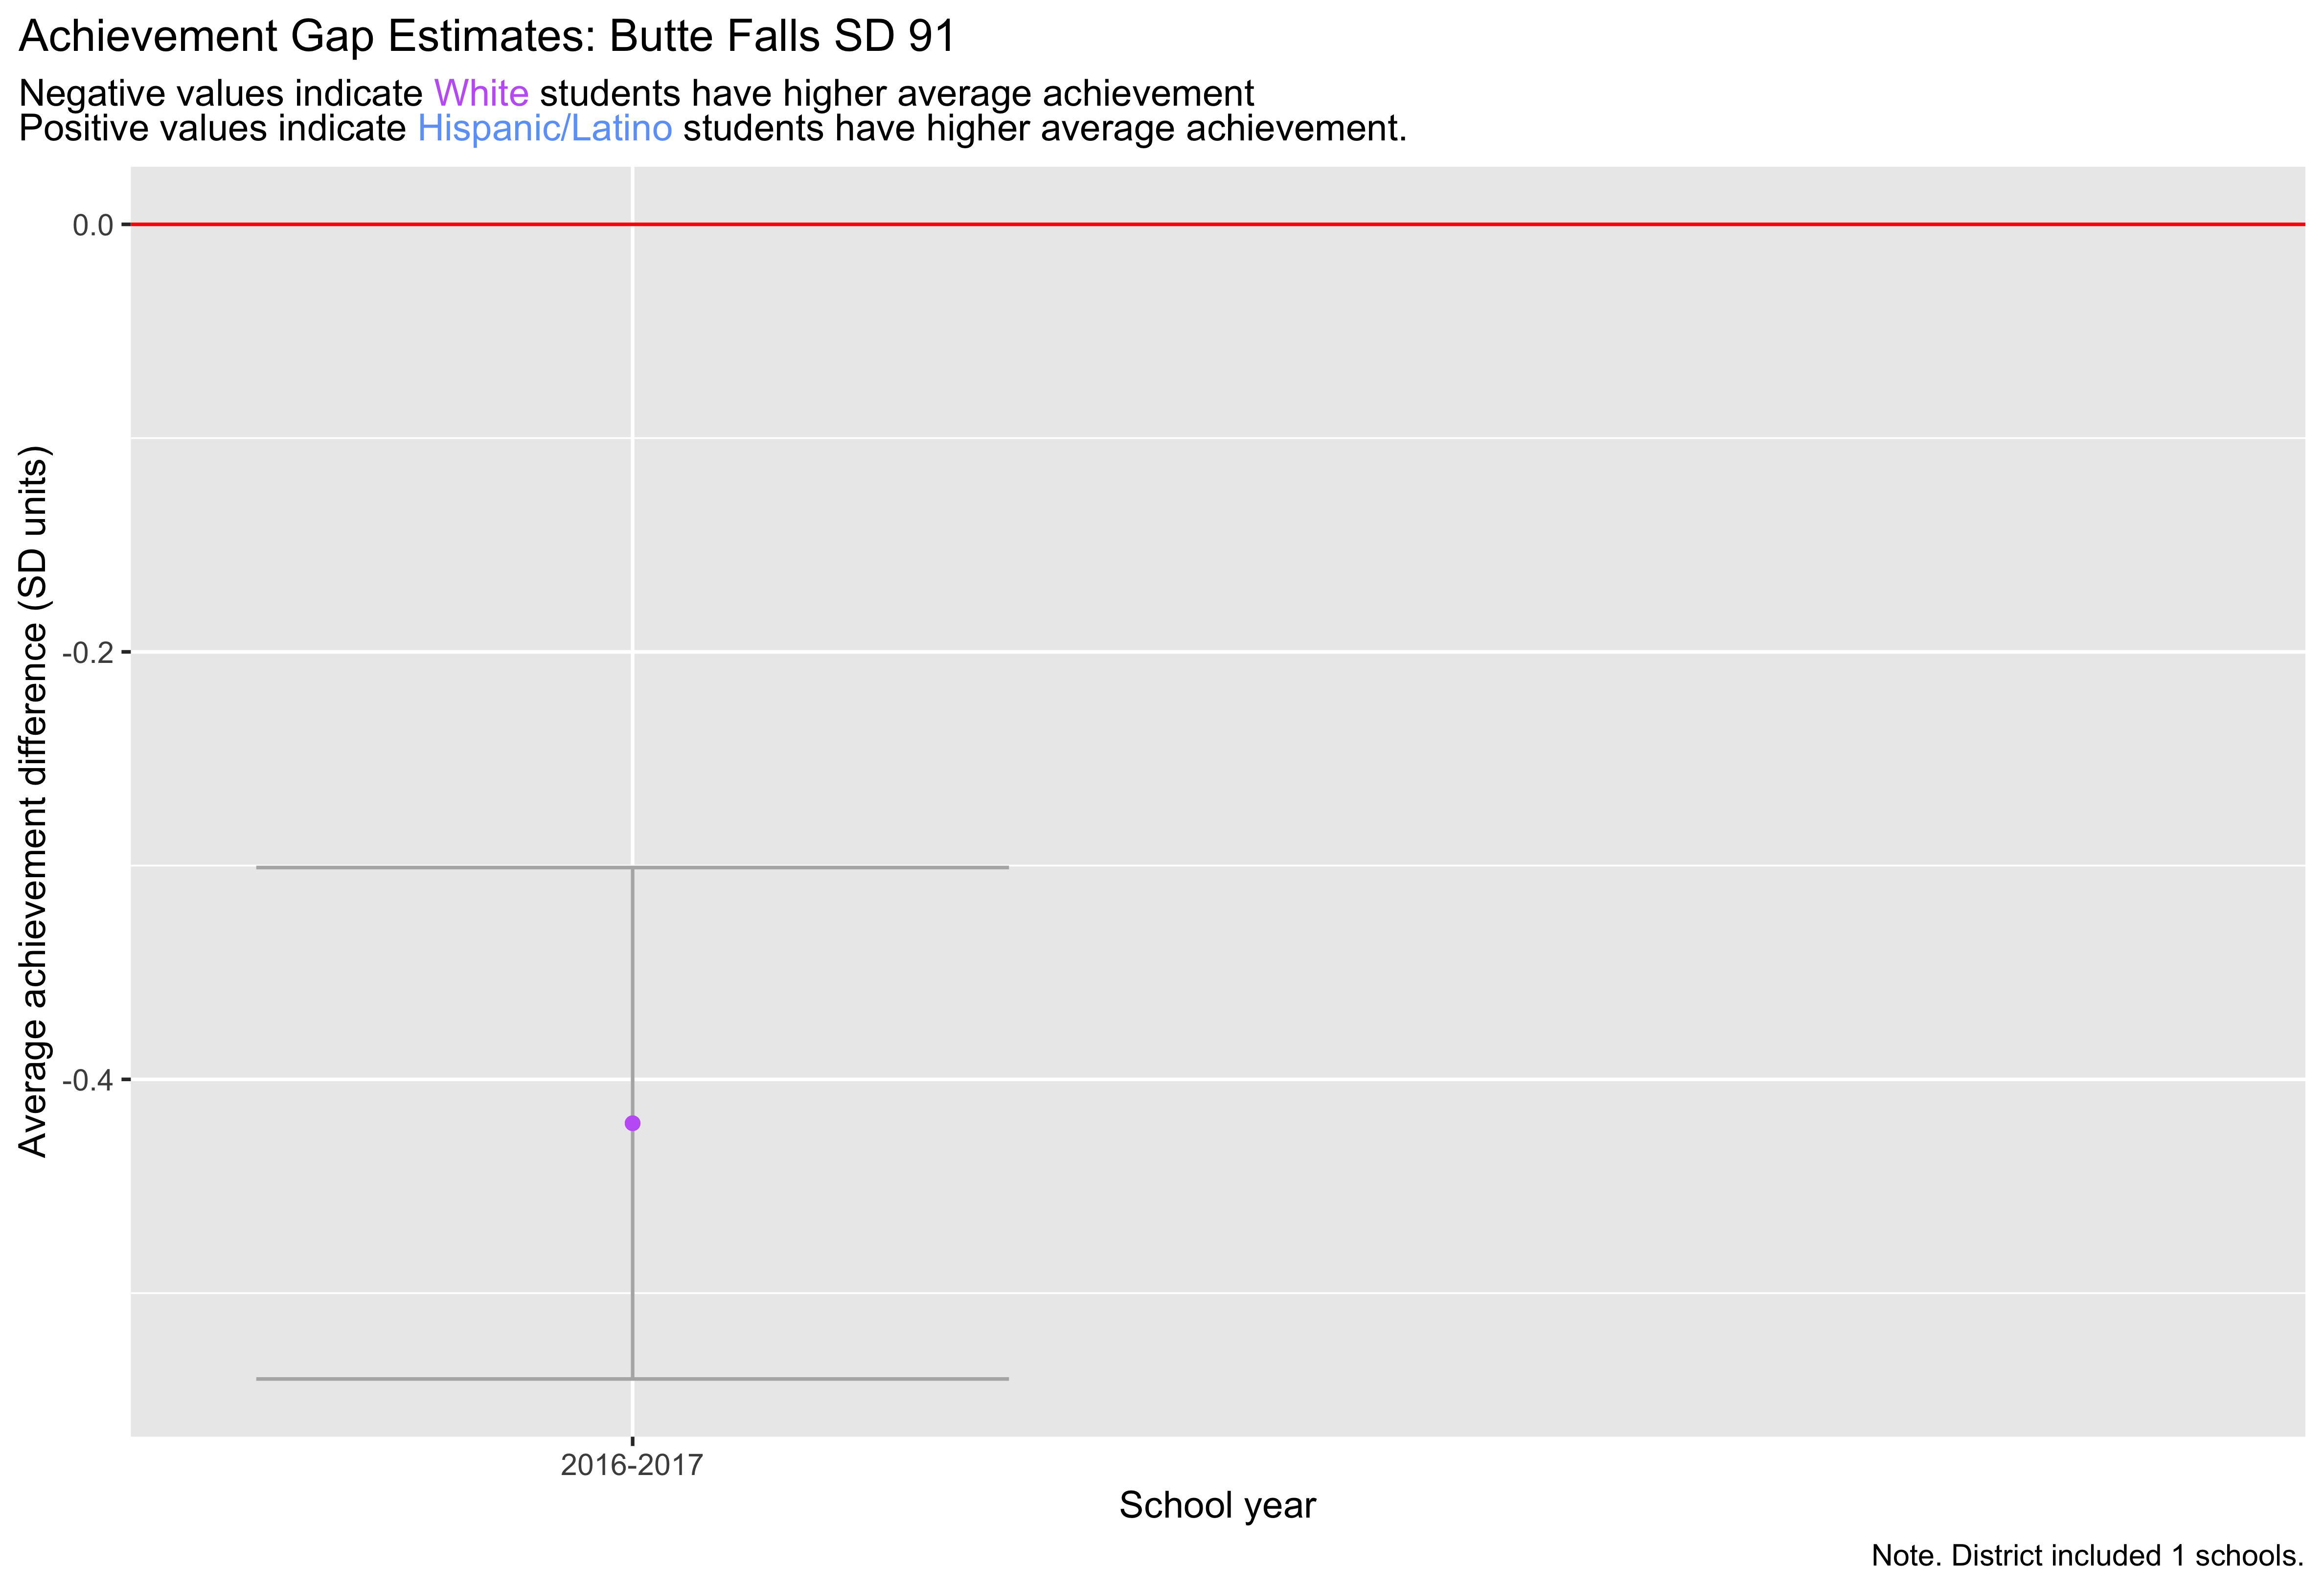 Achievement Gap Estimates: Butte Falls SD 91
Negative values indicate White students have higher average achievement
Positive values indicate Hispanic/Latino students have higher average achievement.
Average achievement difference (SD units)
0.0
-0.2
-0.4
2016-2017
School year
Note. District included 1 schools.